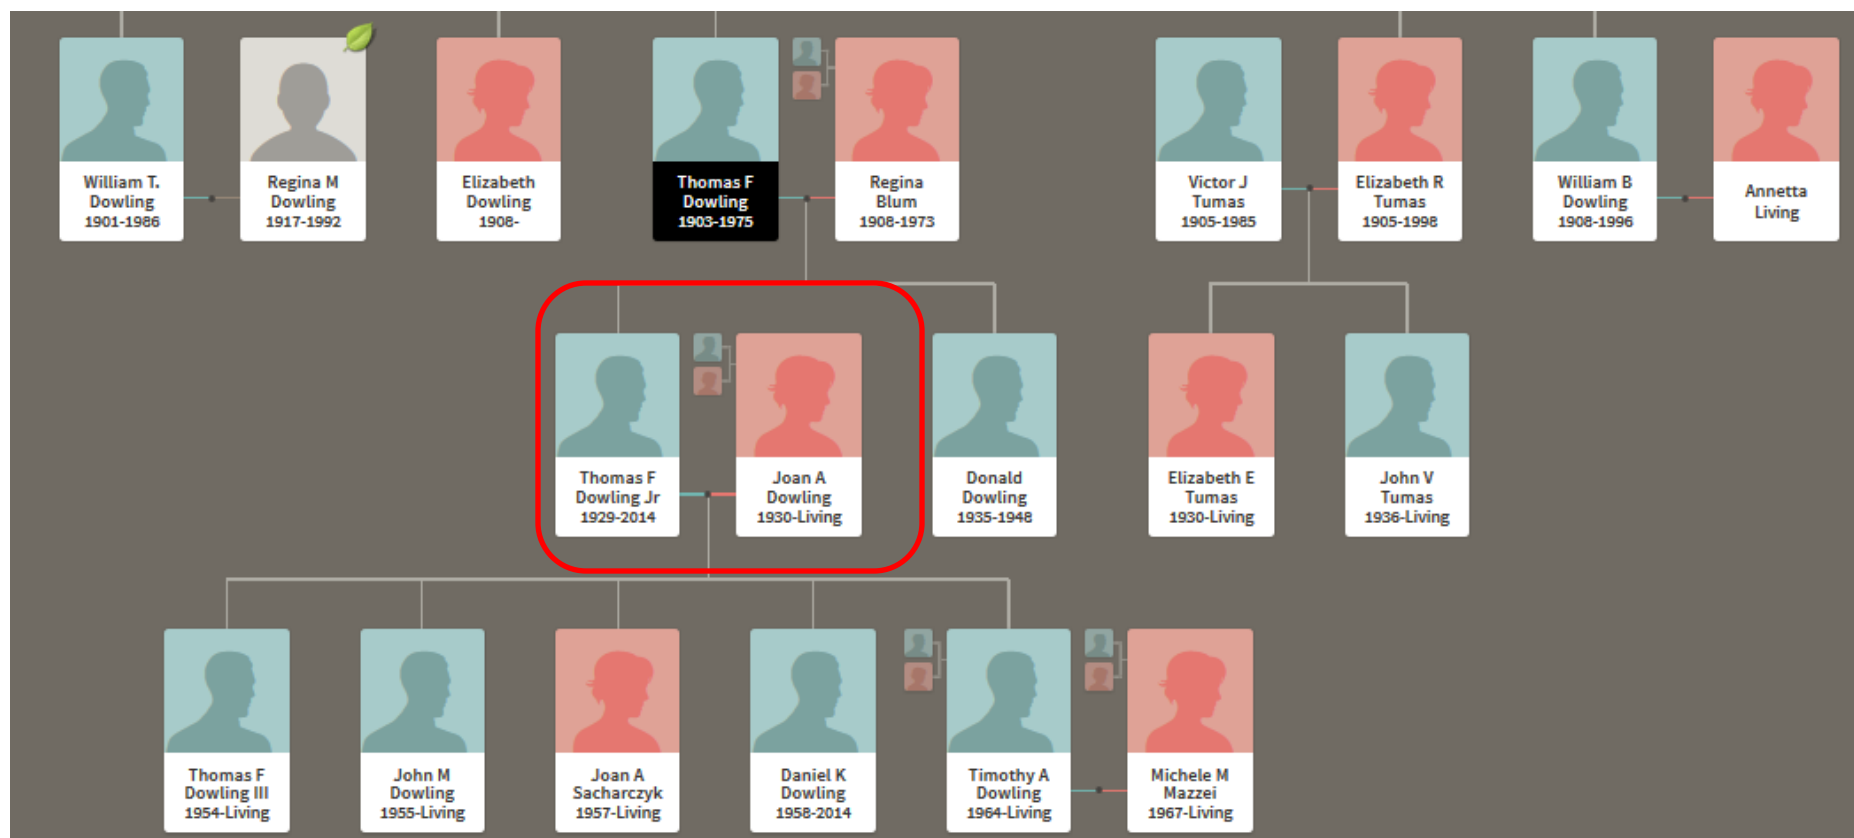 William T.
Dowling
1901-1986
Regina M
Dowling
1917-1992
Elizabeth
Dowling
1908-
Thomas F
Dowling
1903-1975
Regina
Blum
1908-1973
Victor J
Tumas
1905-1985
Elizabeth R
Tumas
1905-1998
William B
Dowling
1908-1996
Annetta
Living
Thomas F
Dowling Jr
1929-2014
Joan A
Dowling
1930-Living
Donald
Dowling
1935-1948
Elizabeth E
Tumas
1930-Living
John V
Tumas
1936-Living
Thomas F
Dowling III
1954-Living
John M
Dowling
1955-Living
Joan A
Sacharczyk
1957-Living
Daniel K
Dowling
1958-2014
Timothy A
Dowling
1964-Living
Michele M
Mazzei
1967-Living